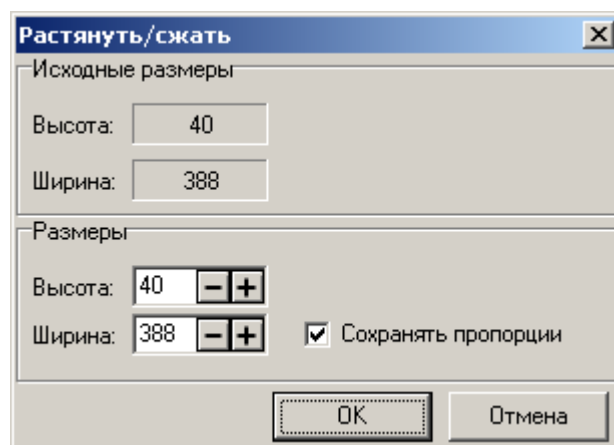 Растянуть/сжать
Исходные размеры
Высота: 40
Ширина: 388
Размеры
Высота: 40
Ширина: 388 Сохранять пропорции
OK Отмена